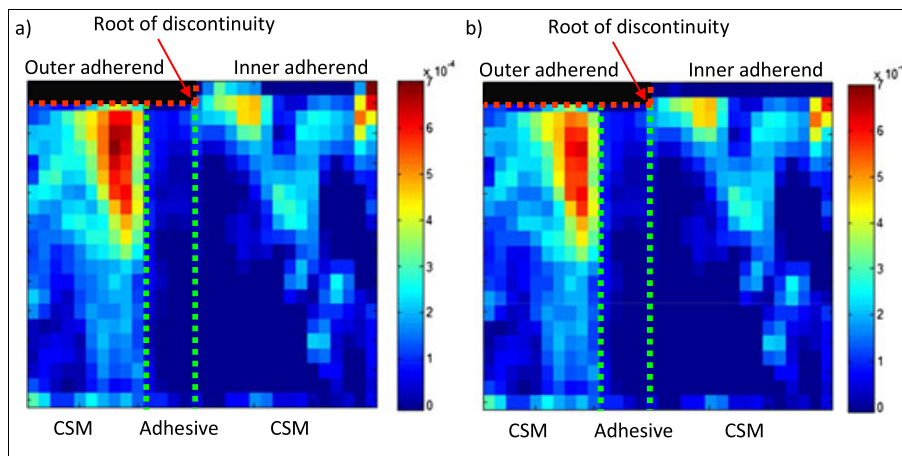 a)
Root of discontinuity
Outer adherend
Inner adherend
x 10⁻⁴
7
6
5
4
3
2
1
0
CSM
Adhesive
CSM
b)
Root of discontinuity
Outer adherend
Inner adherend
7
6
5
4
3
2
1
0
CSM
Adhesive
CSM